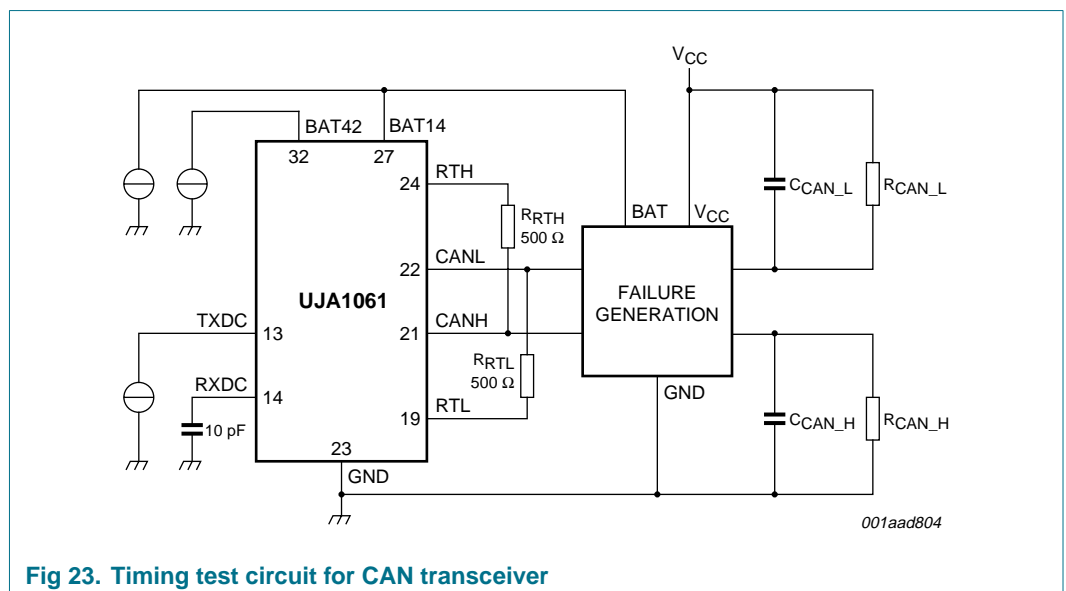 VCC
BAT42
BAT14
32
27
24
RTH
RRTH
500 Ω
BAT
VCC
CCAN_L
RCAN_L
22
CANL
UJA1061
FAILURE
GENERATION
TXDC
13
21
CANH
RRTL
500 Ω
RXDC
14
10 pF
19
RTL
GND
CCAN_H
RCAN_H
23
GND
001aad804
Fig 23. Timing test circuit for CAN transceiver